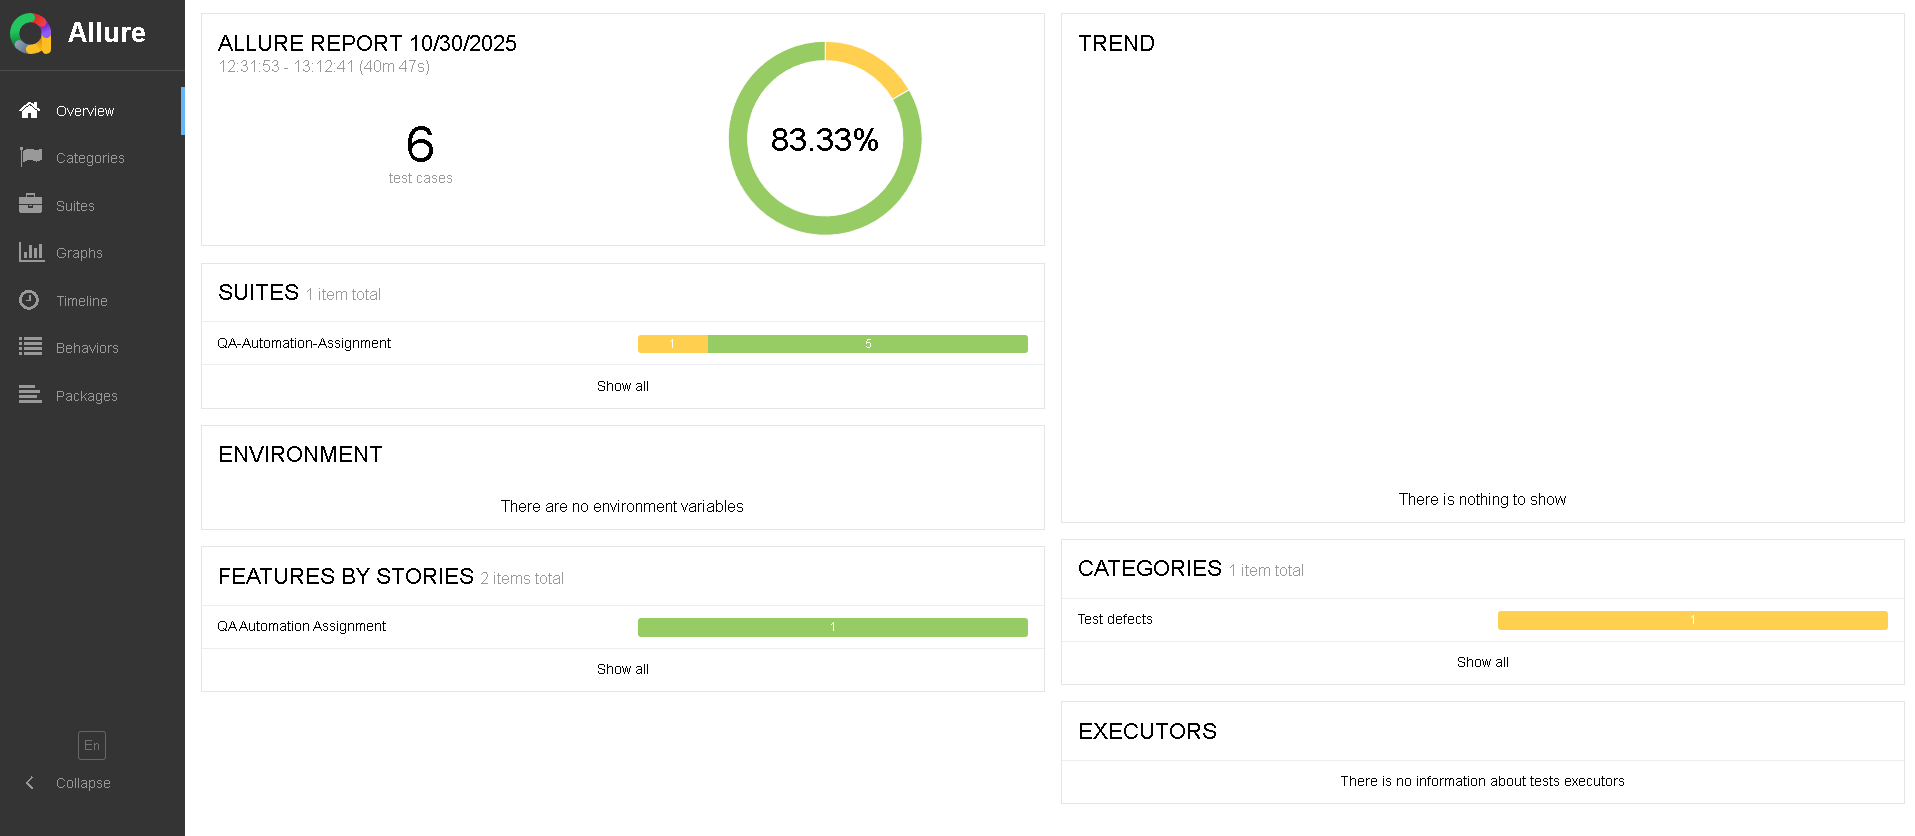 Allure
Overview
Categories
Suites
Graphs
Timeline
Behaviors
Packages
En
Collapse
ALLURE REPORT 10/30/2025
12:31:53 - 13:12:41 (40m 47s)
6
test cases
83.33%
SUITES 1 item total
QA-Automation-Assignment
1 5
Show all
ENVIRONMENT
There are no environment variables
FEATURES BY STORIES 2 items total
QA Automation Assignment
1
Show all
TREND
There is nothing to show
CATEGORIES 1 item total
Test defects
1
Show all
EXECUTORS
There is no information about tests executors